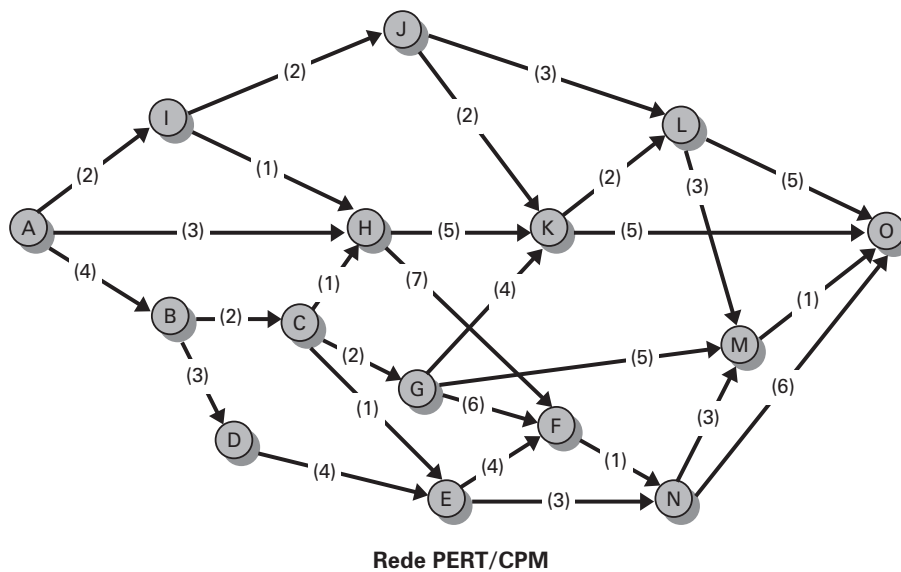 J
(2)
(3)
I
(2)
L
(2)
(1)
(2)
(3)
(5)
A
(3)
H
(5)
K
(5)
O
(4)
(1)
(7)
(4)
(1)
B
(2)
C
M
(3)
(2)
(5)
(6)
G
(6)
(3)
(1)
F
D
(4)
(4)
(1)
E
(3)
N
Rede PERT/CPM